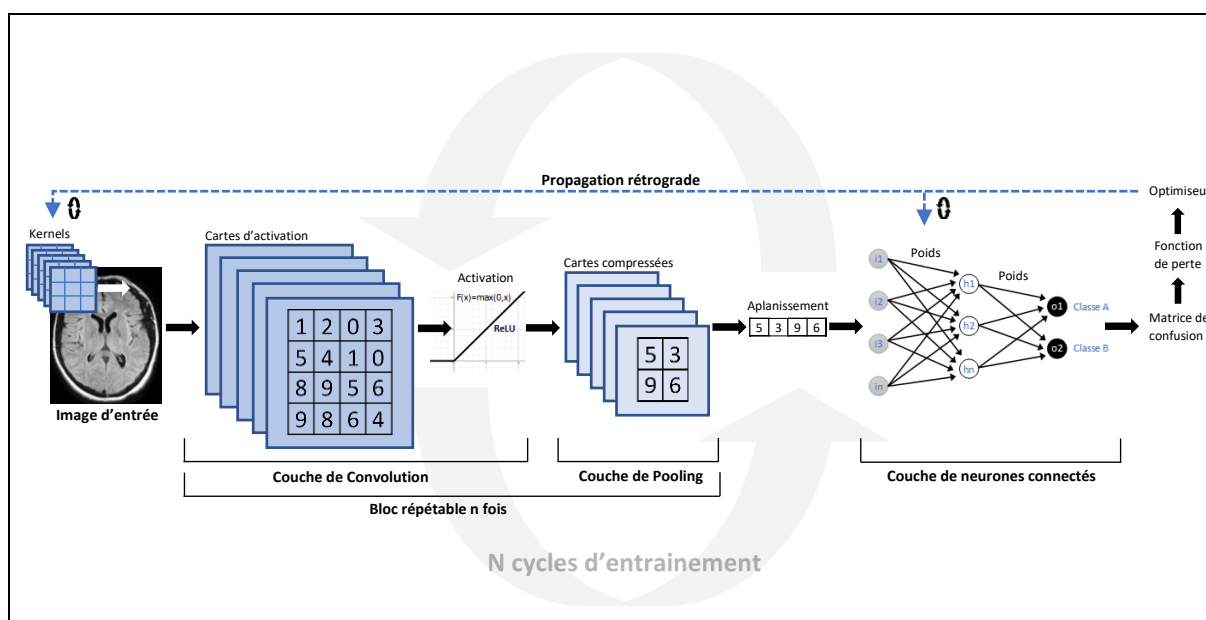 Propagation rétrograde
Optimiseur
Kernels
Cartes d'activation
Activation
F(x)=max(0,x)
ReLU
Cartes compressées
Aplanissement
Poids
Poids
Fonction
de perte
Matrice de
confusion
1 2 0 3
5 4 1 0
8 9 5 6
9 8 6 4
5 3
9 6
5 3 9 6
i1
i2
i3
in
h1
h2
hn
o1
o2
Classe A
Classe B
Image d'entrée
Couche de Convolution
Couche de Pooling
Couche de neurones connectés
Bloc répétable n fois
N cycles d'entrainement